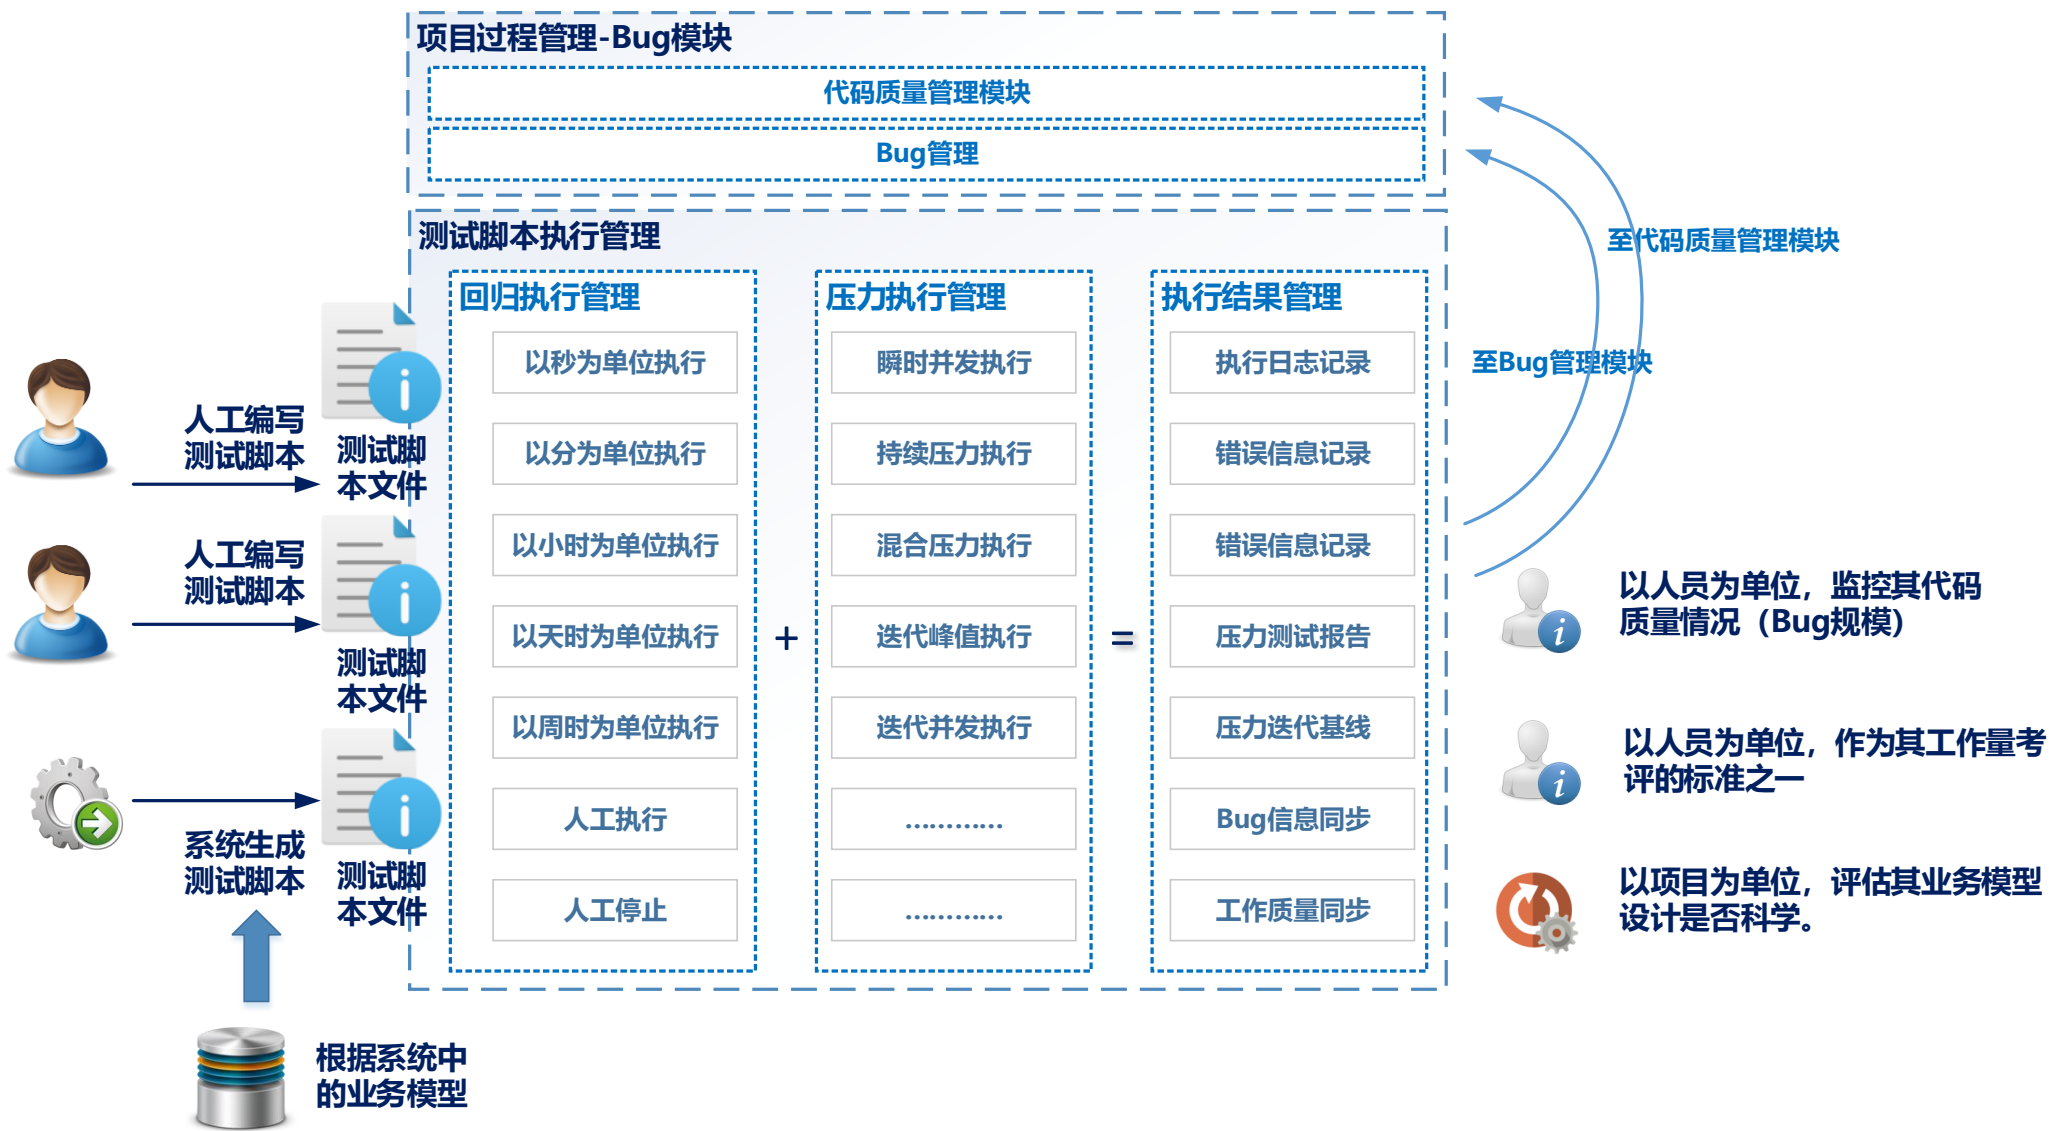 项目过程管理-Bug模块
代码质量管理模块
Bug管理
测试脚本执行管理
回归执行管理
以秒为单位执行
以分为单位执行
以小时为单位执行
以天时为单位执行
以周时为单位执行
人工执行
人工停止
+
压力执行管理
瞬时并发执行
持续压力执行
混合压力执行
迭代峰值执行
迭代并发执行
…………
…………
=
执行结果管理
执行日志记录
错误信息记录
错误信息记录
压力测试报告
压力迭代基线
Bug信息同步
工作质量同步
人工编写
测试脚本
测试脚
本文件
人工编写
测试脚本
测试脚
本文件
系统生成
测试脚本
测试脚
本文件
根据系统中
的业务模型
至代码质量管理模块
至Bug管理模块
以人员为单位，监控其代码
质量情况（Bug规模）
以人员为单位，作为其工作量考
评的标准之一
以项目为单位，评估其业务模型
设计是否科学。